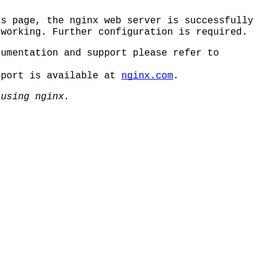 s page, the nginx web server is successfully
working. Further configuration is required.
umentation and support please refer to
port is available at nginx.com.
using nginx.